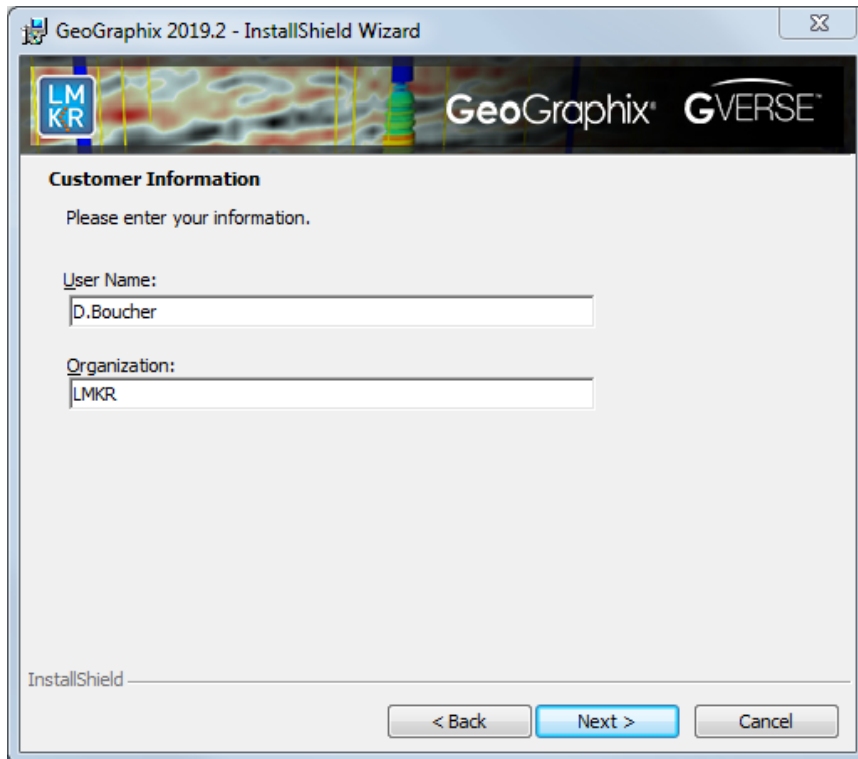 GeoGraphix 2019.2 - InstallShield Wizard
LM
KR
GeoGraphix® GVERSE™
Customer Information
Please enter your information.
User Name:
D.Boucher
Organization:
LMKR
InstallShield
< Back Next > Cancel